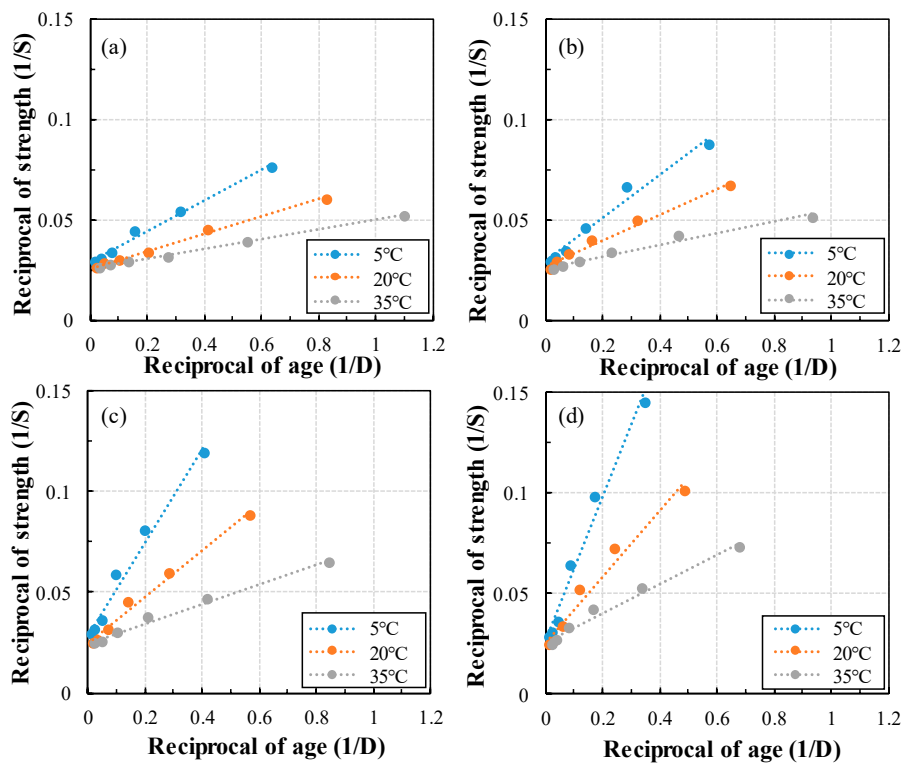 0.15
(a)
0.1
0.05
0
5℃
20℃
35℃
0 0.2 0.4 0.6 0.8 1 1.2
Reciprocal of age (1/D)
Reciprocal of strength (1/S)
0.15
(b)
0.1
0.05
0
5℃
20℃
35℃
0 0.2 0.4 0.6 0.8 1 1.2
Reciprocal of age (1/D)
Reciprocal of strength (1/S)
0.15
(c)
0.1
0.05
0
5℃
20℃
35℃
0 0.2 0.4 0.6 0.8 1 1.2
Reciprocal of age (1/D)
Reciprocal of strength (1/S)
0.15
(d)
0.1
0.05
0
5℃
20℃
35℃
0 0.2 0.4 0.6 0.8 1 1.2
Reciprocal of age (1/D)
Reciprocal of strength (1/S)